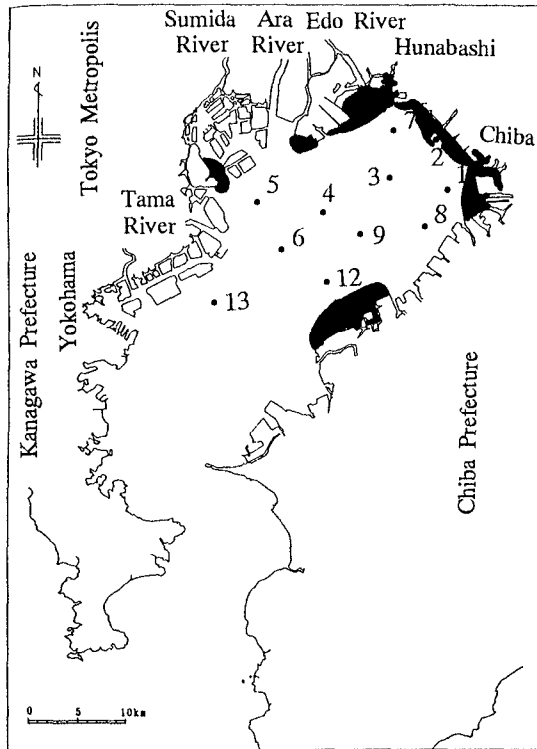 Sumida
River
Ara
River
Edo River
Hunabashi
Chiba
N
Tokyo Metropolis
Tama
River
Kanagawa Prefecture
Yokohama
Chiba Prefecture
7
2
1
3
4
5
8
9
6
12
13
0 5 10km